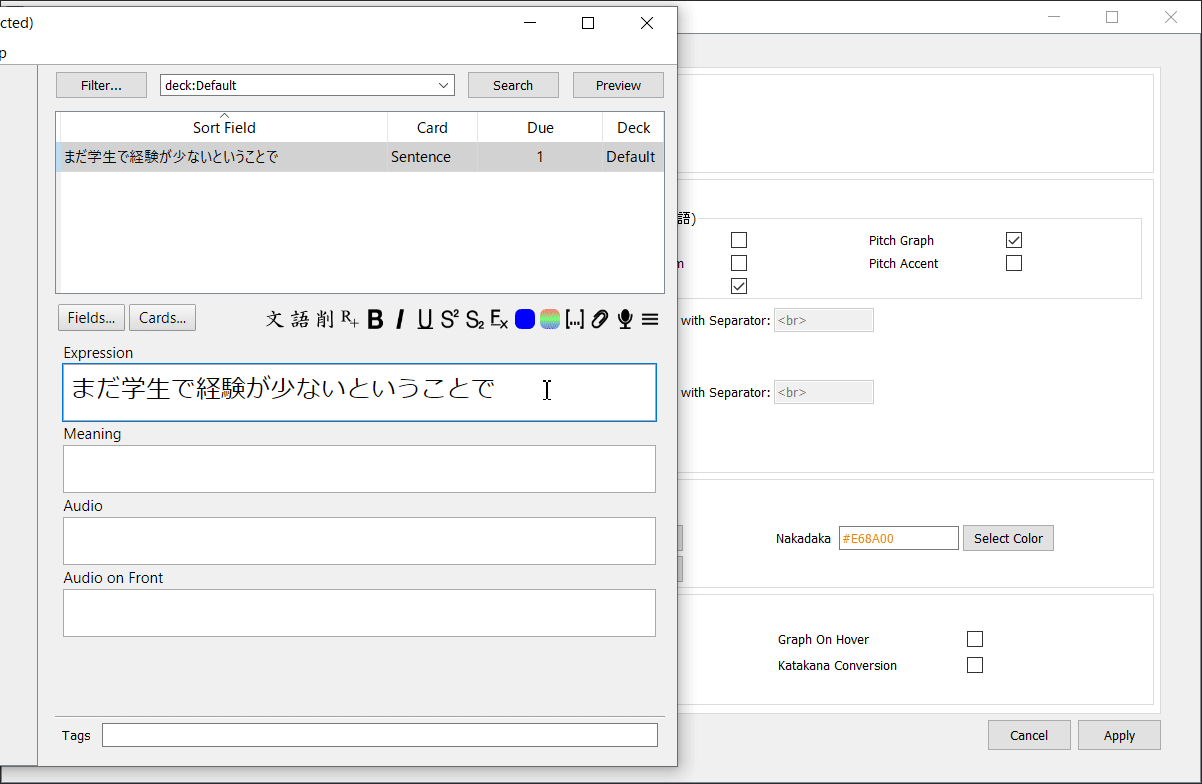 cted)
p
Filter...
deck:Default
Search
Preview
Sort Field
Card
Due
Deck
まだ学生で経験が少ないということで
Sentence
1
Default
Fields...
Cards...
文 語 削 R+ B I U S² S₂ Ex [...]
Expression
まだ学生で経験が少ないということで
Meaning
Audio
Audio on Front
Tags
語)
Pitch Graph
m
Pitch Accent
with Separator:
<br>
with Separator:
<br>
Nakadaka
#E68A00
Select Color
Graph On Hover
Katakana Conversion
Cancel
Apply